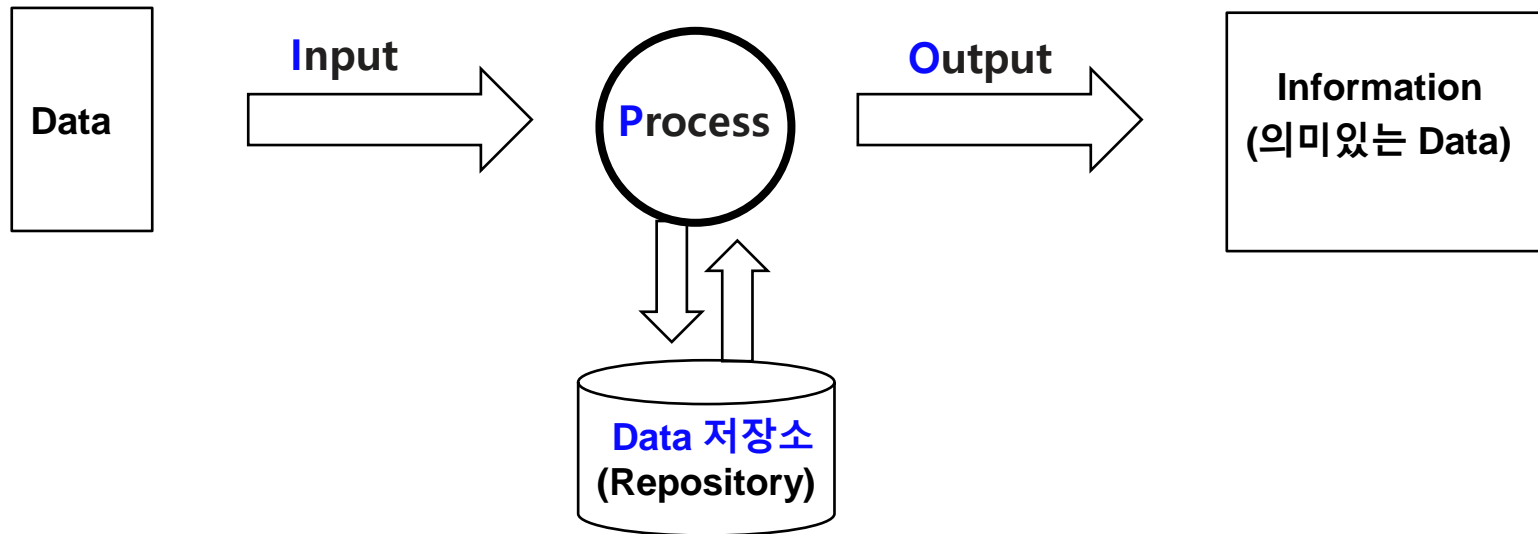 Data
Input
Process
Output
Information
(의미있는 Data)
Data 저장소
(Repository)